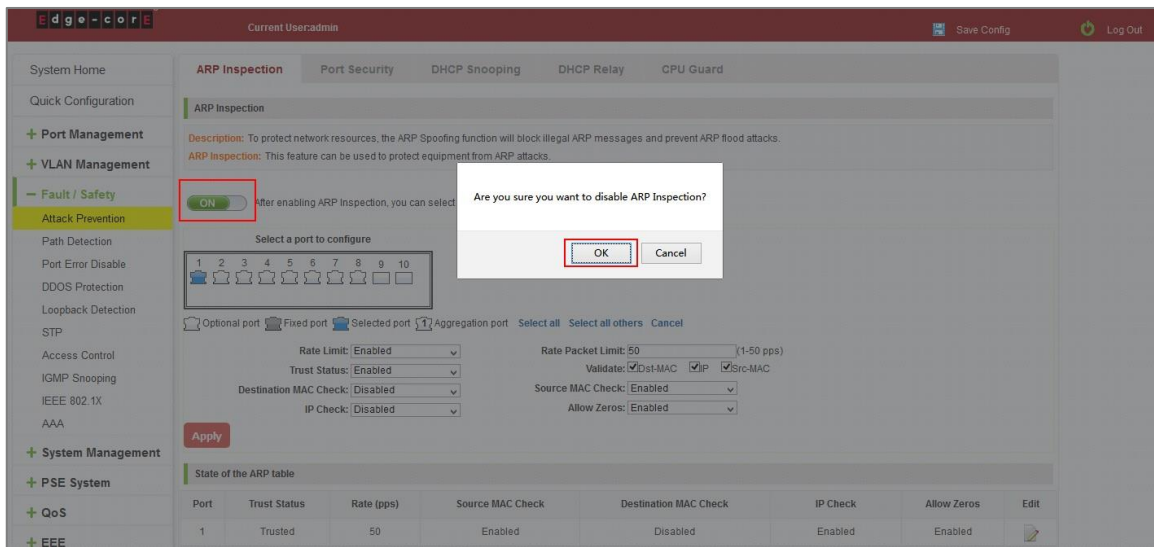 Edge-corE
Current User:admin
Save Config
Log Out
System Home
Quick Configuration
+ Port Management
+ VLAN Management
− Fault / Safety
Attack Prevention
Path Detection
Port Error Disable
DDOS Protection
Loopback Detection
STP
Access Control
IGMP Snooping
IEEE 802.1X
AAA
+ System Management
+ PSE System
+ QoS
+ EEE
ARP Inspection Port Security DHCP Snooping DHCP Relay CPU Guard
ARP Inspection
Description: To protect network resources, the ARP Spoofing function will block illegal ARP messages and prevent ARP flood attacks.
ARP Inspection: This feature can be used to protect equipment from ARP attacks.
ON After enabling ARP Inspection, you can select
Are you sure you want to disable ARP Inspection?
OK Cancel
Select a port to configure
1 2 3 4 5 6 7 8 9 10
Optional port Fixed port Selected port 1 Aggregation port Select all Select all others Cancel
Rate Limit: Enabled Rate Packet Limit: 50 (1-50 pps)
Trust Status: Enabled Validate: Dst-MAC IP Src-MAC
Destination MAC Check: Disabled Source MAC Check: Enabled
IP Check: Disabled Allow Zeros: Enabled
Apply
State of the ARP table
Port Trust Status Rate (pps) Source MAC Check Destination MAC Check IP Check Allow Zeros Edit
1 Trusted 50 Enabled Disabled Enabled Enabled